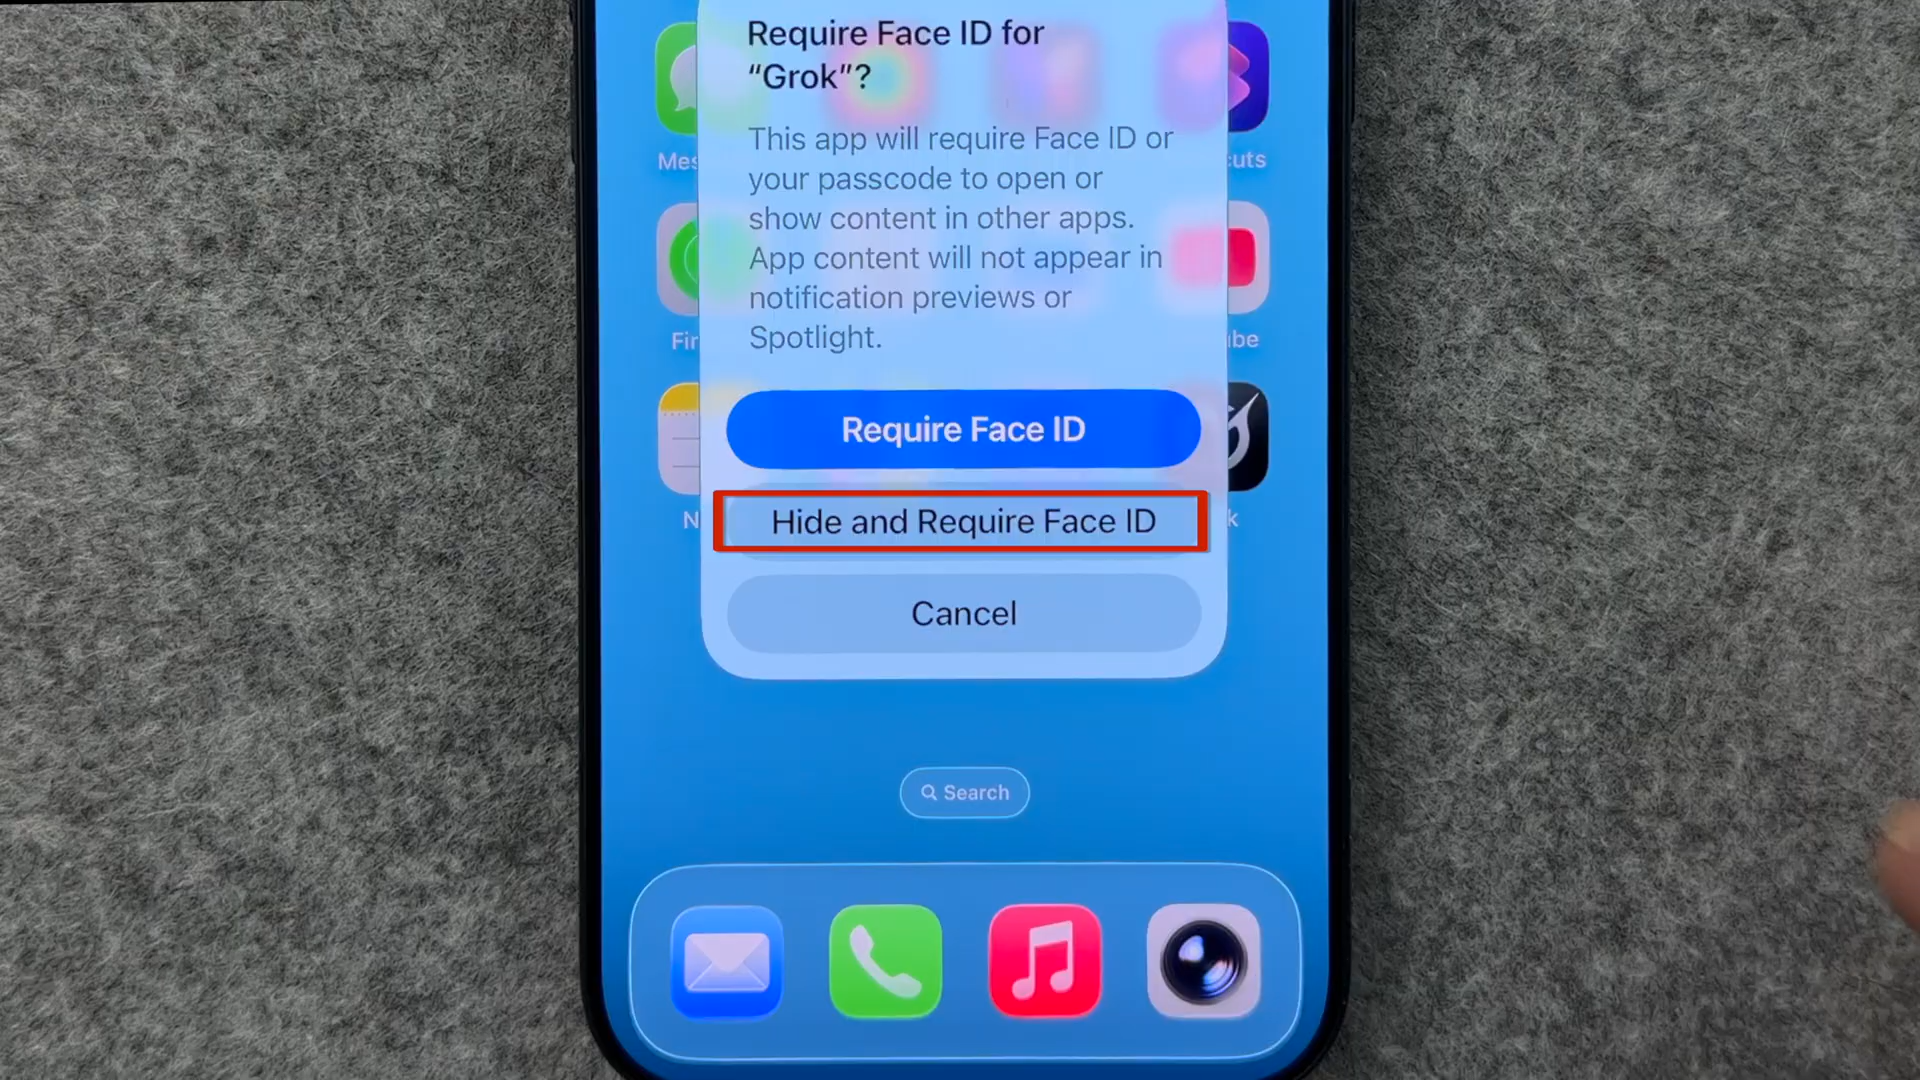 Require Face ID for
“Grok”?
This app will require Face ID or
your passcode to open or
show content in other apps.
App content will not appear in
notification previews or
Spotlight.
Require Face ID
Hide and Require Face ID
Cancel
Mes
cuts
Fin
ube
N
k
Search